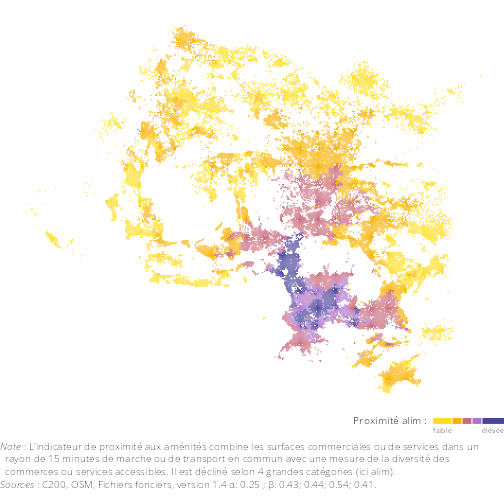 Proximité alim :
faible élevée
Note : L'indicateur de proximité aux aménités combine les surfaces commerciales ou de services dans un
rayon de 15 minutes de marche ou de transport en commun avec une mesure de la diversité des
commerces ou services accessibles. Il est décliné selon 4 grandes catégories (ici alim).
Sources : C200, OSM, Fichiers fonciers, version 1.4 α: 0.25 ; β: 0.43; 0.44; 0.54; 0.41.